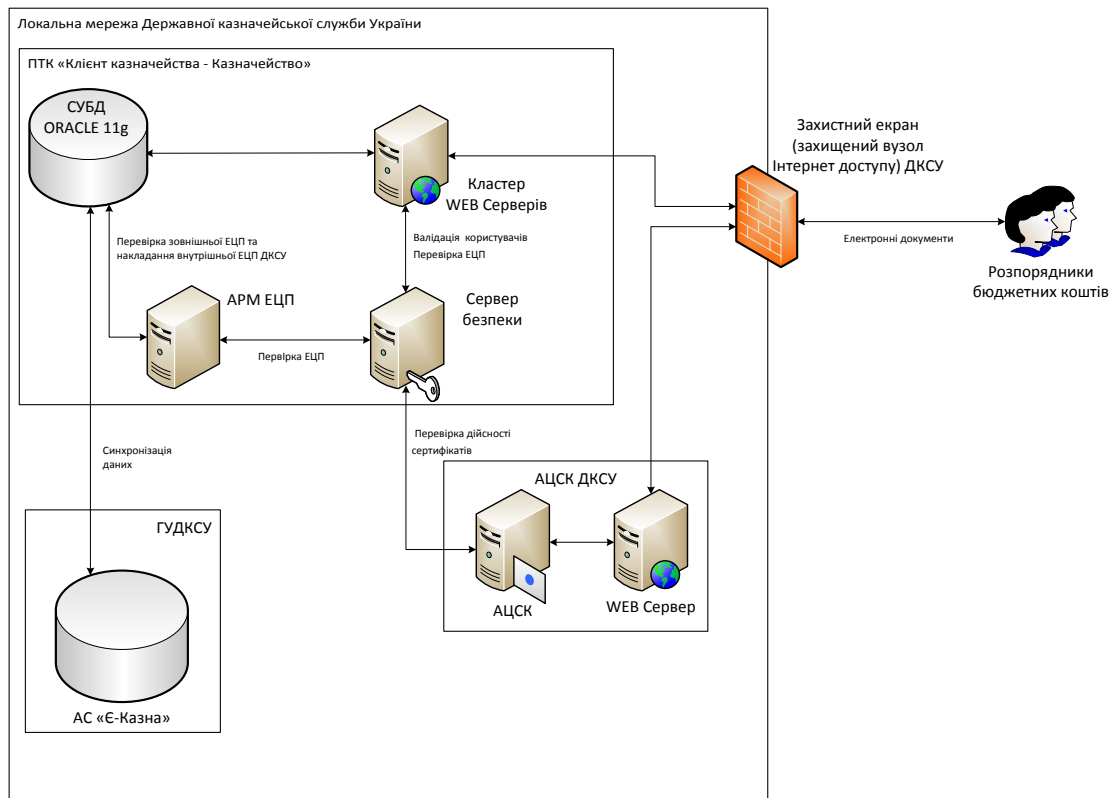 Локальна мережа Державної казначейської служби України
ПТК «Клієнт казначейства - Казначейство»
СУБД
ORACLE 11g
Кластер
WEB Серверів
Захистний екран
(захищений вузол
Інтернет доступу) ДКСУ
Електронні документи
Розпорядники
бюджетних коштів
Перевірка зовнішньої ЕЦП та
накладання внутрішньої ЕЦП ДКСУ
Валідація користувачів
Перевірка ЕЦП
АРМ ЕЦП
Сервер
безпеки
Первірка ЕЦП
Перевірка дійсності
сертифікатів
Синхронізація
даних
АЦСК ДКСУ
АЦСК
WEB Сервер
ГУДКСУ
АС «Є-Казна»